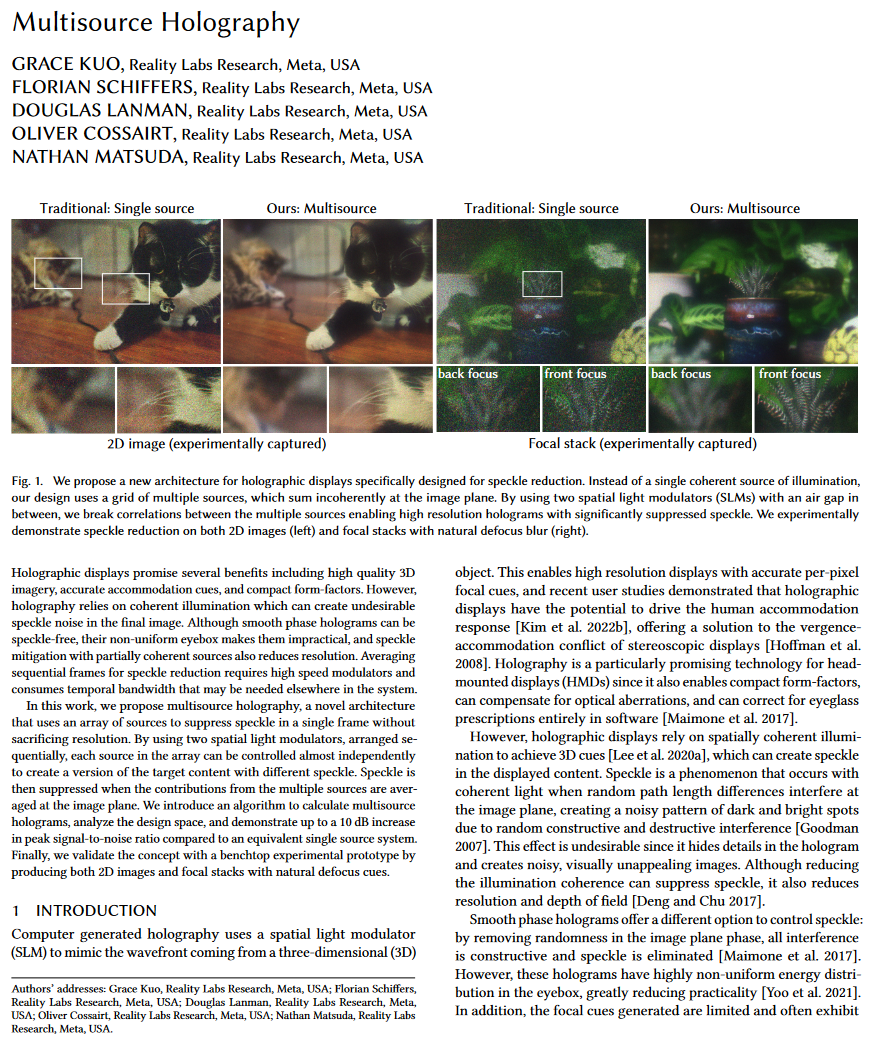 Multisource Holography
GRACE KUO, Reality Labs Research, Meta, USA
FLORIAN SCHIFFERS, Reality Labs Research, Meta, USA
DOUGLAS LANMAN, Reality Labs Research, Meta, USA
OLIVER COSSAIRT, Reality Labs Research, Meta, USA
NATHAN MATSUDA, Reality Labs Research, Meta, USA
Traditional: Single source
Ours: Multisource
Traditional: Single source
Ours: Multisource
back focus
front focus
back focus
front focus
2D image (experimentally captured)
Focal stack (experimentally captured)
Fig. 1. We propose a new architecture for holographic displays specifically designed for speckle reduction. Instead of a single coherent source of illumination,
our design uses a grid of multiple sources, which sum incoherently at the image plane. By using two spatial light modulators (SLMs) with an air gap in
between, we break correlations between the multiple sources enabling high resolution holograms with significantly suppressed speckle. We experimentally
demonstrate speckle reduction on both 2D images (left) and focal stacks with natural defocus blur (right).
Holographic displays promise several benefits including high quality 3D
imagery, accurate accommodation cues, and compact form-factors. However,
holography relies on coherent illumination which can create undesirable
speckle noise in the final image. Although smooth phase holograms can be
speckle-free, their non-uniform eyebox makes them impractical, and speckle
mitigation with partially coherent sources also reduces resolution. Averaging
sequential frames for speckle reduction requires high speed modulators and
consumes temporal bandwidth that may be needed elsewhere in the system.
In this work, we propose multisource holography, a novel architecture
that uses an array of sources to suppress speckle in a single frame without
sacrificing resolution. By using two spatial light modulators, arranged se-
quentially, each source in the array can be controlled almost independently
to create a version of the target content with different speckle. Speckle is
then suppressed when the contributions from the multiple sources are aver-
aged at the image plane. We introduce an algorithm to calculate multisource
holograms, analyze the design space, and demonstrate up to a 10 dB increase
in peak signal-to-noise ratio compared to an equivalent single source system.
Finally, we validate the concept with a benchtop experimental prototype by
producing both 2D images and focal stacks with natural defocus cues.
1 INTRODUCTION
Computer generated holography uses a spatial light modulator
(SLM) to mimic the wavefront coming from a three-dimensional (3D)
Authors' addresses: Grace Kuo, Reality Labs Research, Meta, USA; Florian Schiffers,
Reality Labs Research, Meta, USA; Douglas Lanman, Reality Labs Research, Meta,
USA; Oliver Cossairt, Reality Labs Research, Meta, USA; Nathan Matsuda, Reality Labs
Research, Meta, USA.
object. This enables high resolution displays with accurate per-pixel
focal cues, and recent user studies demonstrated that holographic
displays have the potential to drive the human accommodation
response [Kim et al. 2022b], offering a solution to the vergence-
accommodation conflict of stereoscopic displays [Hoffman et al.
2008]. Holography is a particularly promising technology for head-
mounted displays (HMDs) since it also enables compact form-factors,
can compensate for optical aberrations, and can correct for eyeglass
prescriptions entirely in software [Maimone et al. 2017].
However, holographic displays rely on spatially coherent illumi-
nation to achieve 3D cues [Lee et al. 2020a], which can create speckle
in the displayed content. Speckle is a phenomenon that occurs with
coherent light when random path length differences interfere at
the image plane, creating a noisy pattern of dark and bright spots
due to random constructive and destructive interference [Goodman
2007]. This effect is undesirable since it hides details in the hologram
and creates noisy, visually unappealing images. Although reducing
the illumination coherence can suppress speckle, it also reduces
resolution and depth of field [Deng and Chu 2017].
Smooth phase holograms offer a different option to control speckle:
by removing randomness in the image plane phase, all interference
is constructive and speckle is eliminated [Maimone et al. 2017].
However, these holograms have highly non-uniform energy distri-
bution in the eyebox, greatly reducing practicality [Yoo et al. 2021].
In addition, the focal cues generated are limited and often exhibit